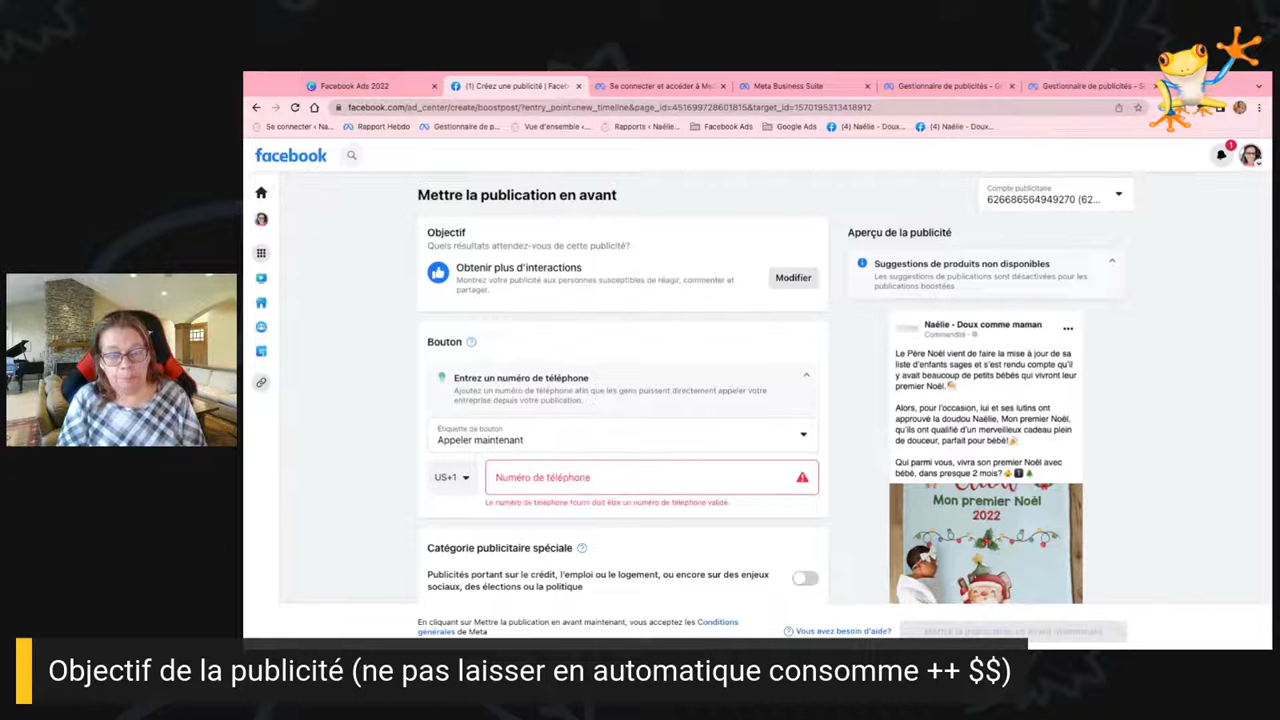 Facebook Ads 2022
(1) Créez une publicité | Faceb
Se connecter et accéder à Me
Meta Business Suite
Gestionnaire de publicités - G
Gestionnaire de publicités - S
facebook.com/ad_center/create/boostpost/?entry_point=new_timeline&page_id=451699728601815&target_id=1570195313418912
Se connecter ‹ Na...
Rapport Hebdo
Gestionnaire de p...
Vue d'ensemble ‹...
Rapports ‹ Naélie...
Facebook Ads
Google Ads
(4) Naélie - Doux...
(4) Naélie - Doux...
facebook
1
Mettre la publication en avant
Compte publicitaire
626686564949270 (62...
Objectif
Quels résultats attendez-vous de cette publicité?
Obtenir plus d'interactions
Montrez votre publicité aux personnes susceptibles de réagir, commenter et
partager.
Modifier
Bouton
Entrez un numéro de téléphone
Ajoutez un numéro de téléphone afin que les gens puissent directement appeler votre
entreprise depuis votre publication.
Étiquette de bouton
Appeler maintenant
US+1
Numéro de téléphone
Le numéro de téléphone fourni doit être un numéro de téléphone valide.
Catégorie publicitaire spéciale
Publicités portant sur le crédit, l'emploi ou le logement, ou encore sur des enjeux
sociaux, des élections ou la politique
En cliquant sur Mettre la publication en avant maintenant, vous acceptez les Conditions
générales de Meta
Vous avez besoin d'aide?
Aperçu de la publicité
Suggestions de produits non disponibles
Les suggestions de publications sont désactivées pour les
publications boostées
Naélie - Doux comme maman
Commandité
Le Père Noël vient de faire la mise à jour de sa
liste d'enfants sages et s'est rendu compte qu'il
y avait beaucoup de petits bébés qui vivront leur
premier Noël.
Alors, pour l'occasion, lui et ses lutins ont
approuvé la doudou Naélie, Mon premier Noël,
qu'ils ont qualifié d'un merveilleux cadeau plein
de douceur, parfait pour bébé!
Qui parmi vous, vivra son premier Noël avec
bébé, dans presque 2 mois?
Mon premier Noël
2022
Objectif de la publicité (ne pas laisser en automatique consomme ++ $$)